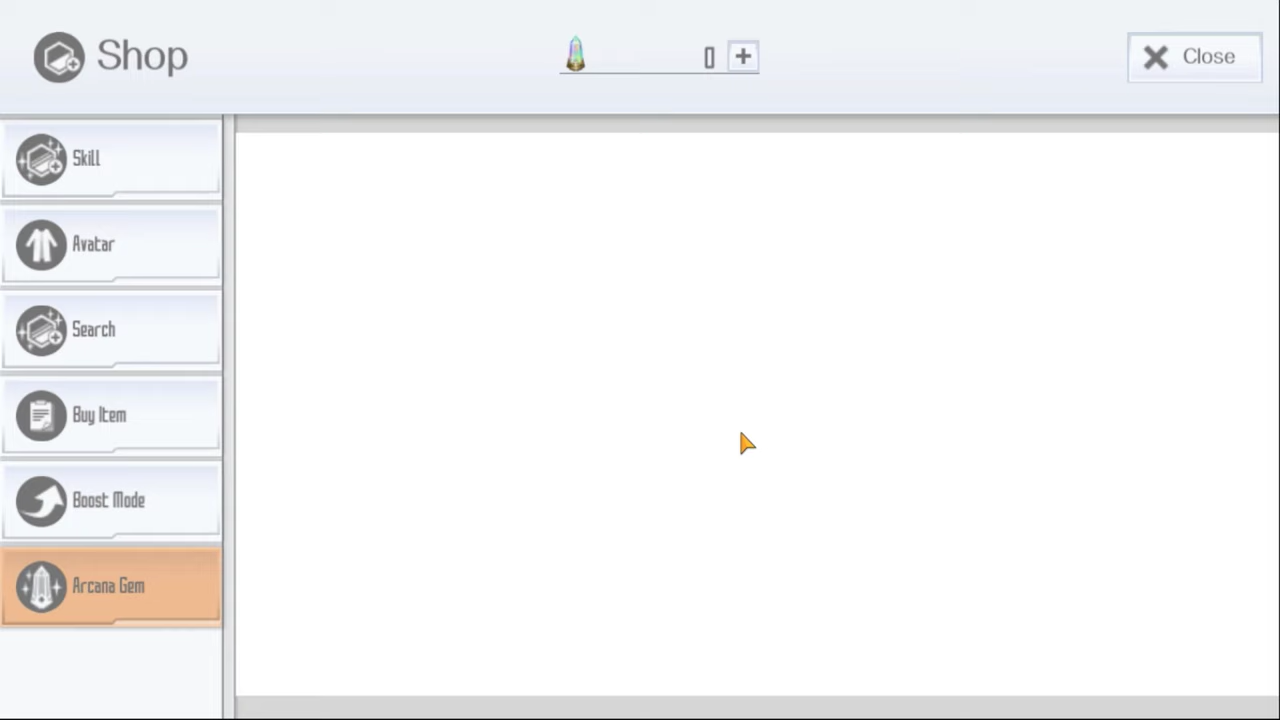 Shop
0
Close
Skill
Avatar
Search
Buy Item
Boost Mode
Arcana Gem